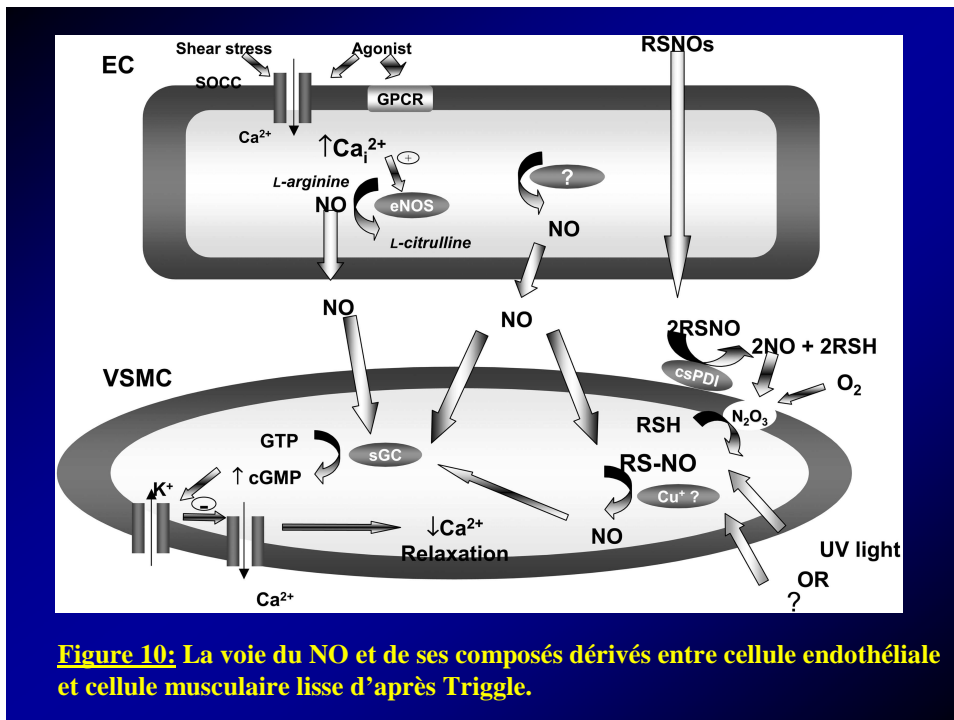 Shear stress
Agonist
RSNOs
EC
SOCC
GPCR
Ca²⁺
↑Caᵢ²⁺
+
L-arginine
NO
eNOS
L-citrulline
?
NO
NO
NO
2RSNO
2NO + 2RSH
csPDI
O₂
VSMC
N₂O₃
RSH
GTP
sGC
RS-NO
↑ cGMP
K⁺
-
Cu⁺ ?
NO
↓Ca²⁺
Relaxation
UV light
OR
?
Ca²⁺
Figure 10: La voie du NO et de ses composés dérivés entre cellule endothéliale
et cellule musculaire lisse d’après Triggle.